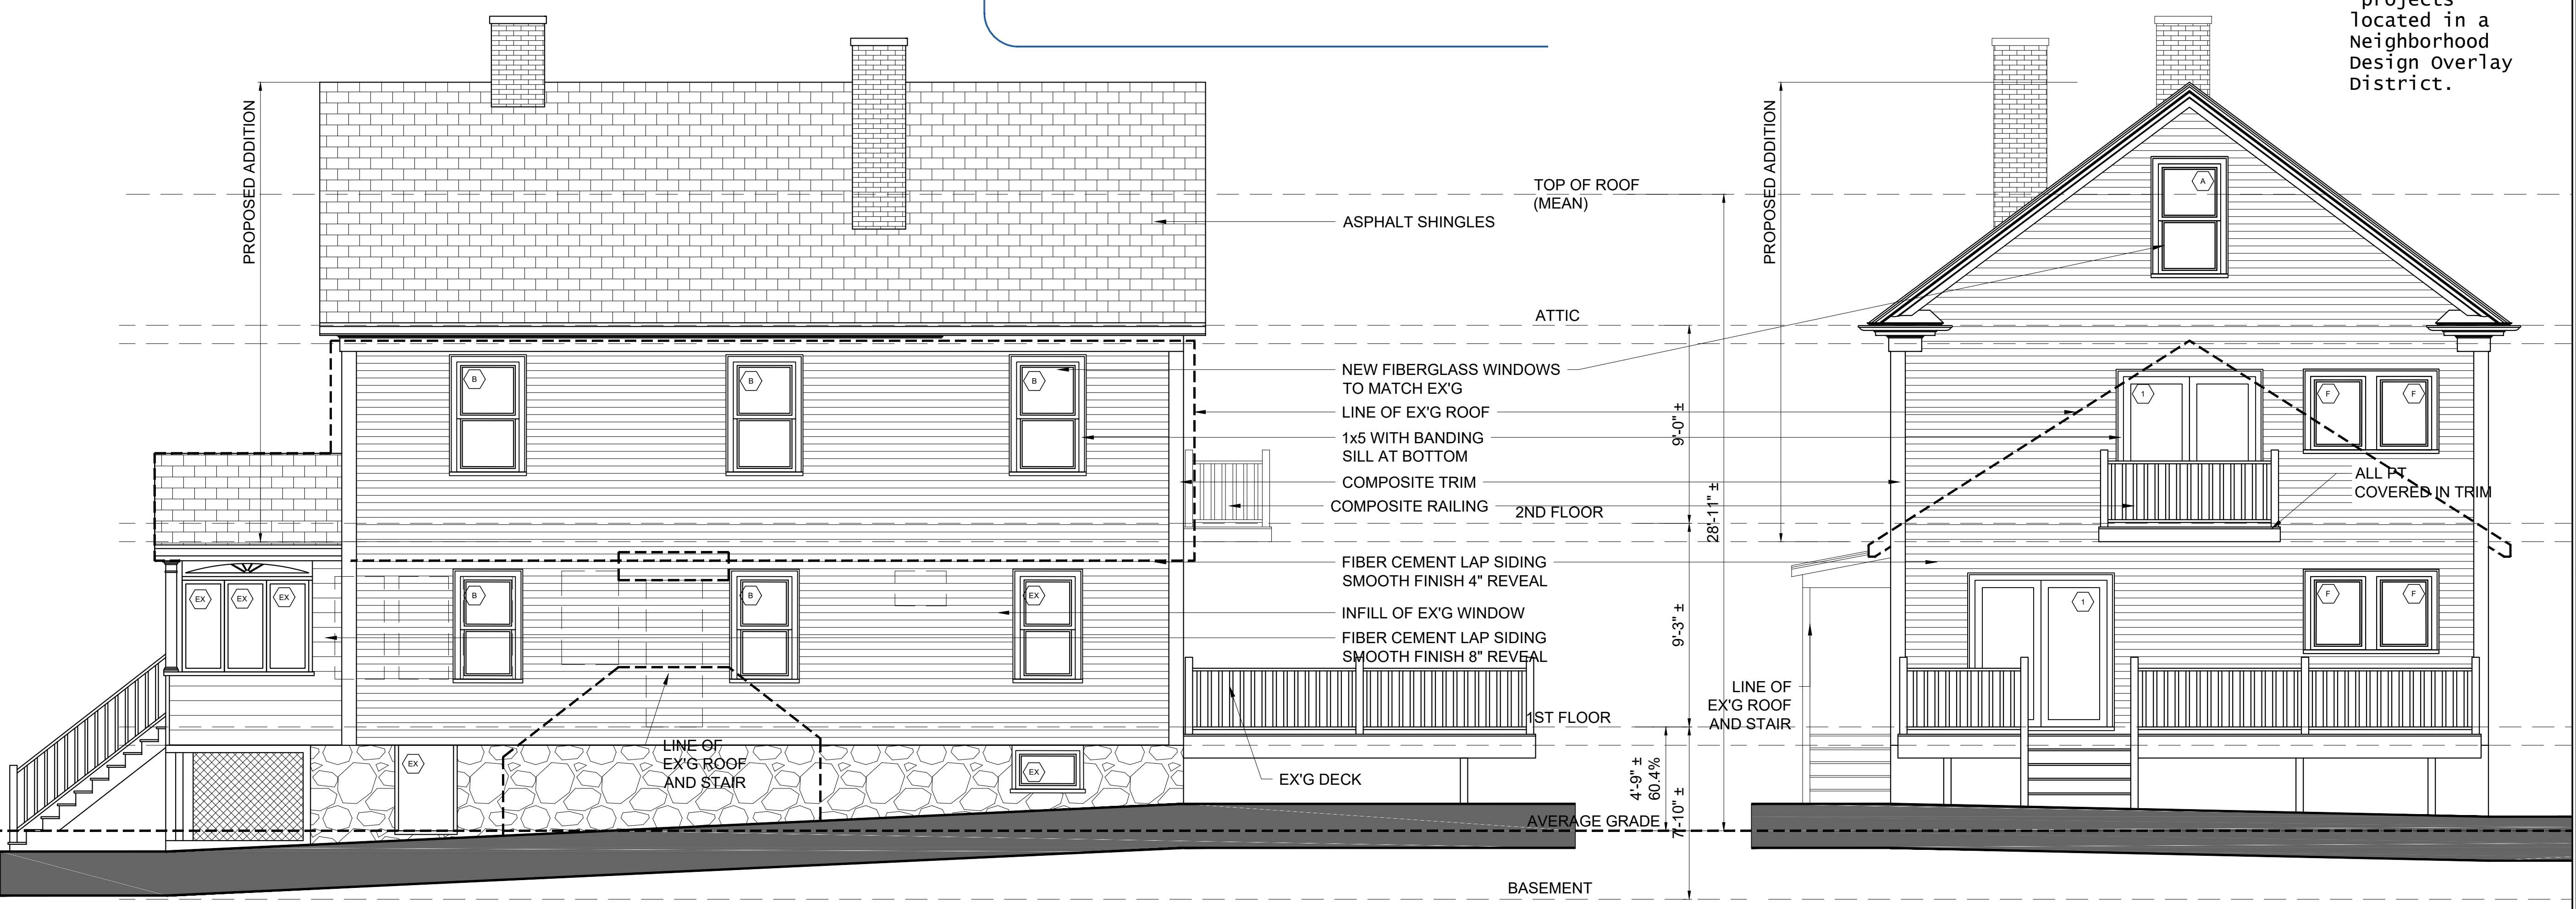 projects
located in a
Neighborhood
Design Overlay
District.
PROPOSED ADDITION
TOP OF ROOF
(MEAN)
ASPHALT SHINGLES
ATTIC
NEW FIBERGLASS WINDOWS
TO MATCH EX'G
LINE OF EX'G ROOF
1x5 WITH BANDING
SILL AT BOTTOM
COMPOSITE TRIM
COMPOSITE RAILING
2ND FLOOR
FIBER CEMENT LAP SIDING
SMOOTH FINISH 4" REVEAL
INFILL OF EX'G WINDOW
FIBER CEMENT LAP SIDING
SMOOTH FINISH 8" REVEAL
1ST FLOOR
EX'G DECK
AVERAGE GRADE
BASEMENT
LINE OF
EX'G ROOF
AND STAIR
B
B
B
EX
EX
EX
B
B
EX
EX
EX
9'-0" ±
28'-11" ±
9'-3" ±
4'-9" ±
60.4%
7'-10" ±
PROPOSED ADDITION
A
1
F
F
ALL PT
COVERED IN TRIM
1
F
F
LINE OF
EX'G ROOF
AND STAIR